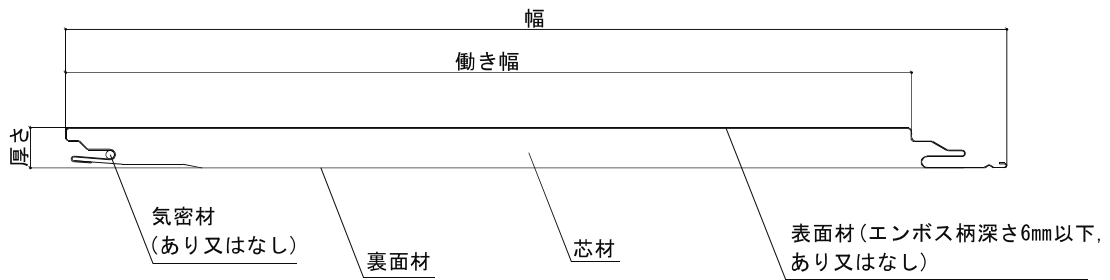 幅
働き幅
厚さ
気密材
(あり又はなし)
裏面材
芯材
表面材(エンボス柄深さ6mm以下,
あり又はなし)